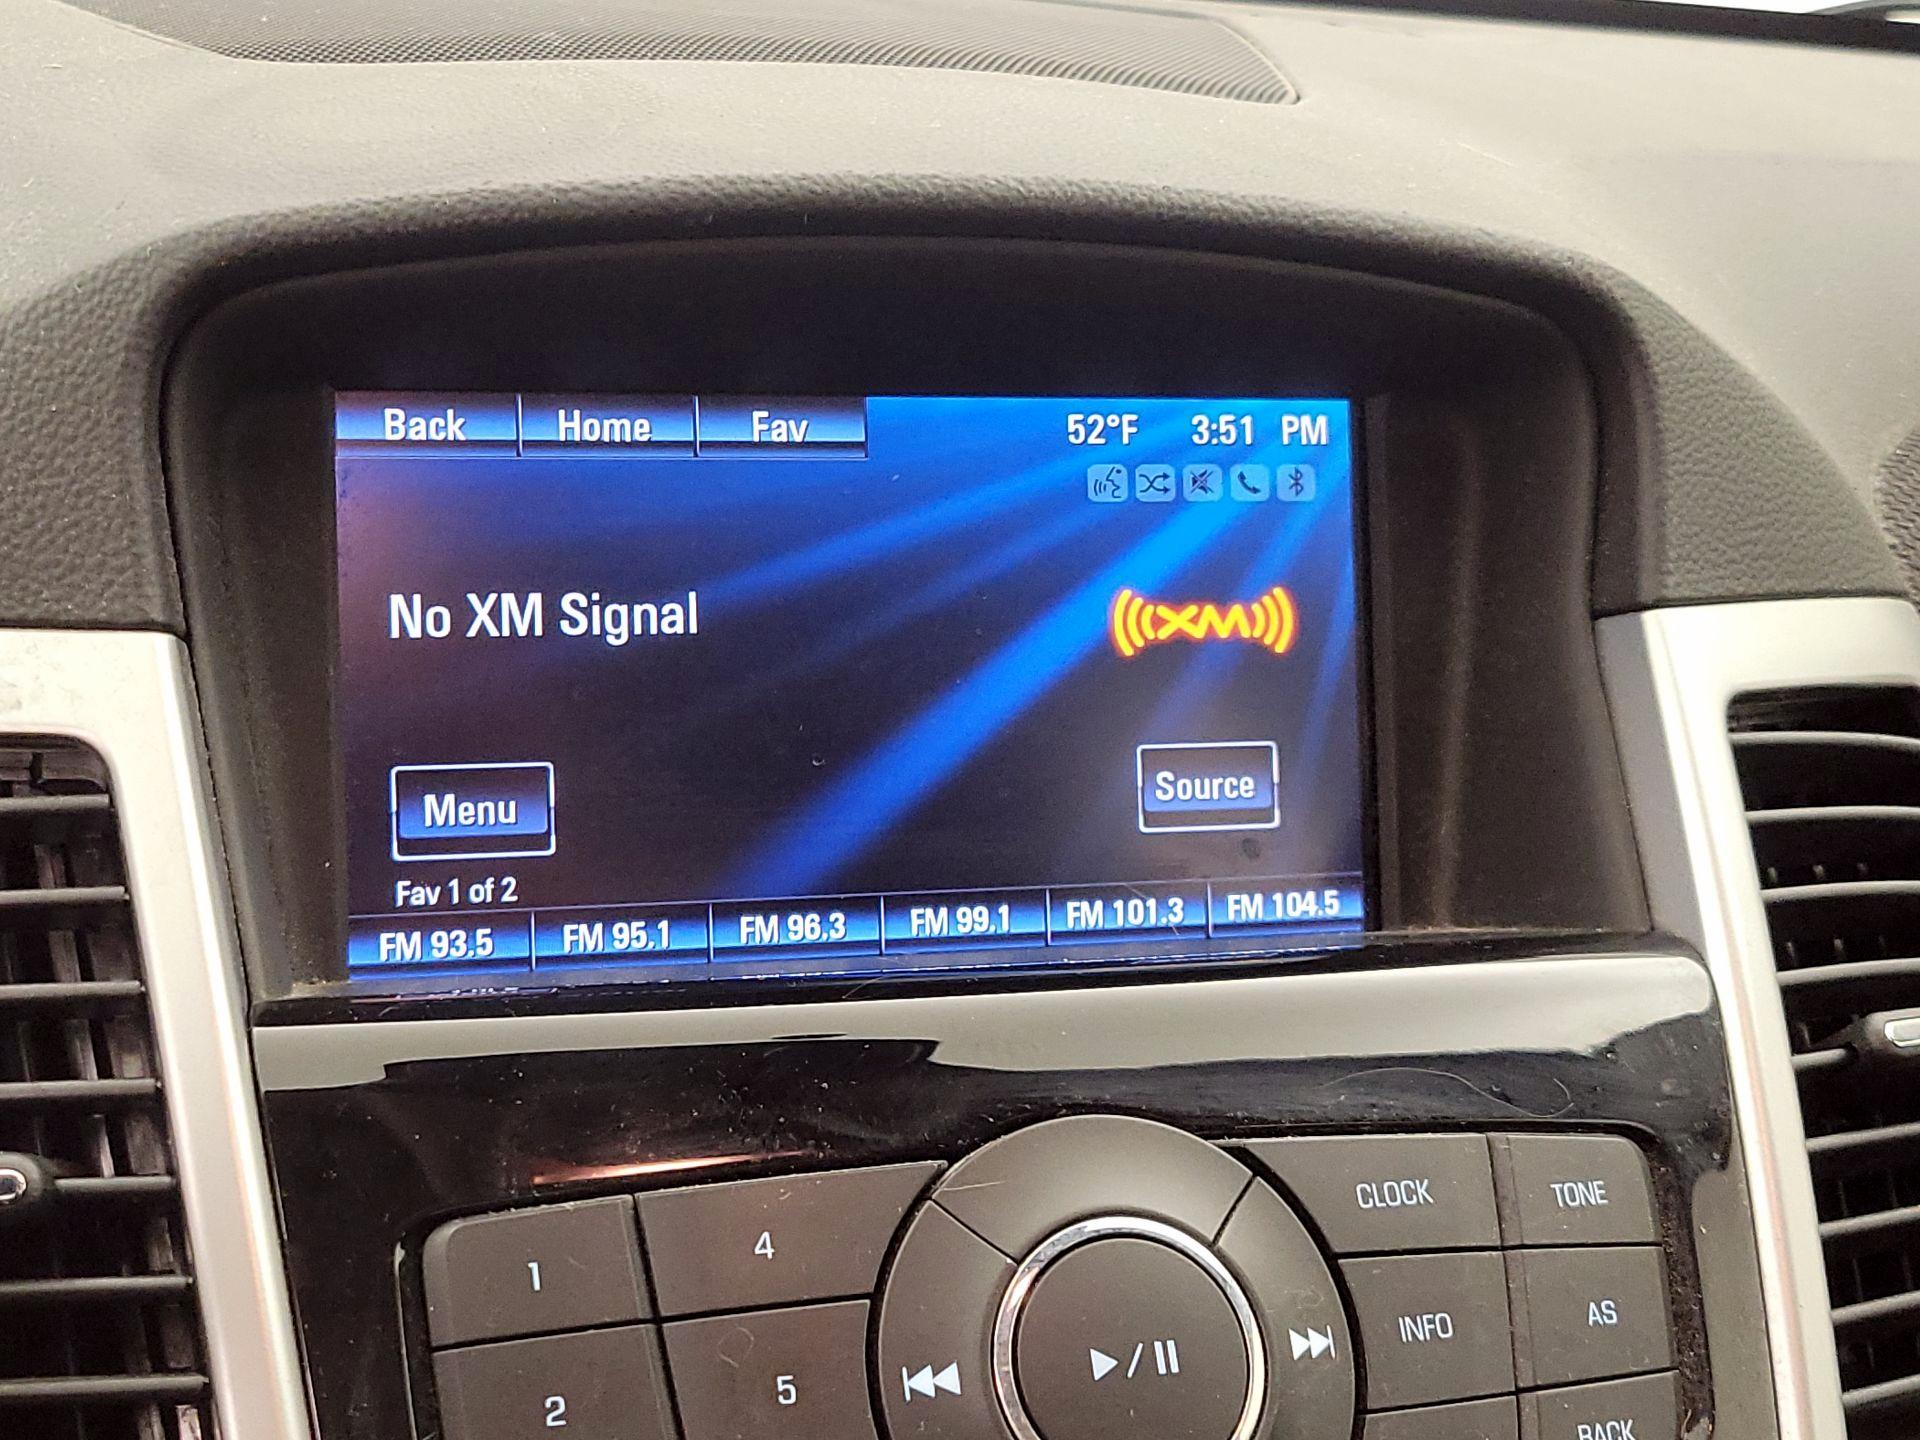 Back Home Fav 52°F 3:51 PM
No XM Signal
(((XM)))
Menu
Source
Fav 1 of 2
FM 93.5 FM 95.1 FM 96.3 FM 99.1 FM 101.3 FM 104.5
CLOCK TONE
1 4
INFO AS
2 5
BACK